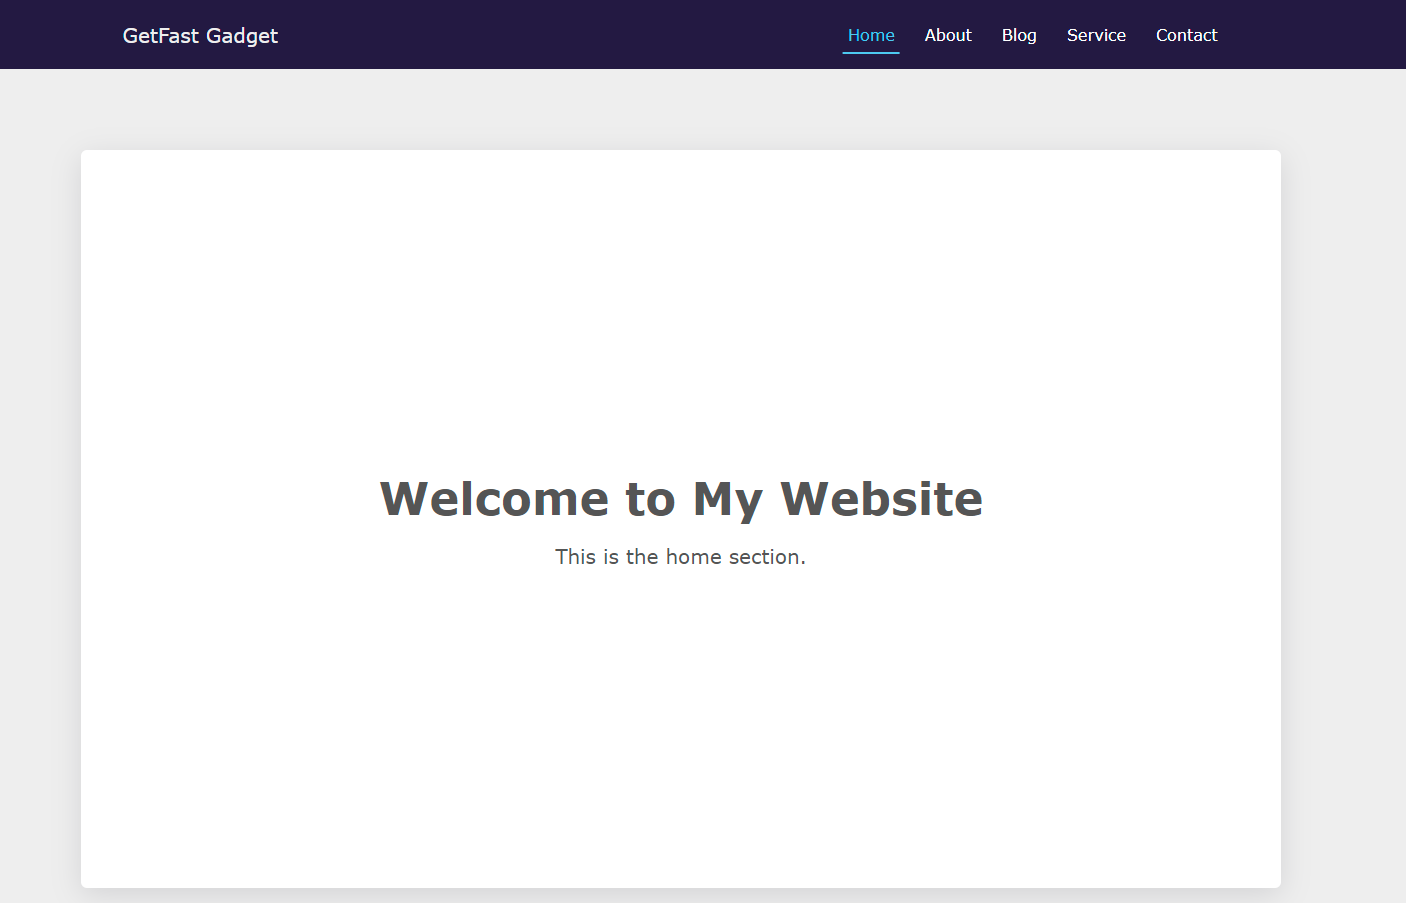 GetFast Gadget
Home About Blog Service Contact
Welcome to My Website
This is the home section.